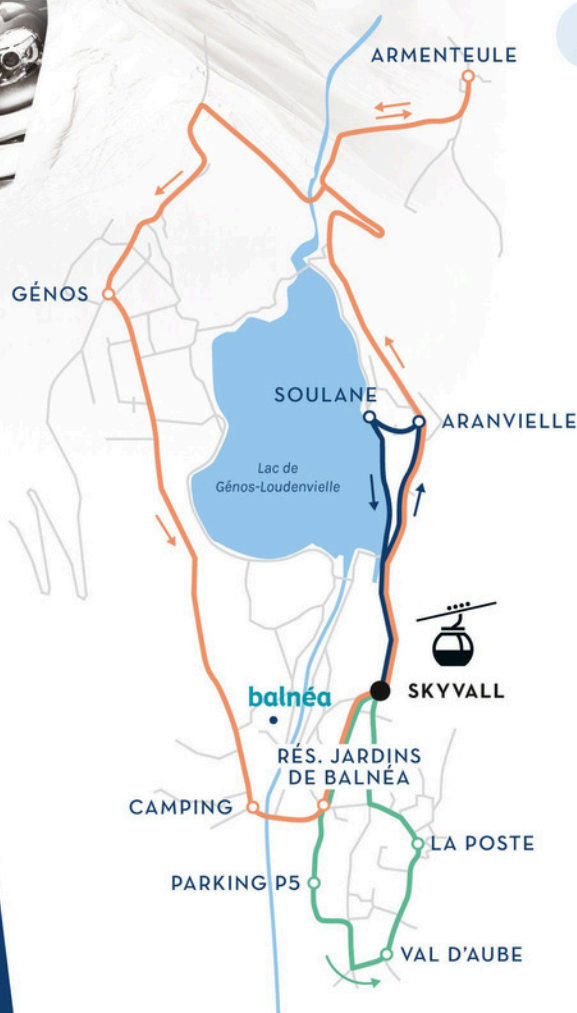 ARMENTEULE
GÉNOS
SOULANE
ARANVIELLE
Lac de
Génos-Loudenvielle
SKYVALL
balnéa
RÉS. JARDINS
DE BALNÉA
CAMPING
LA POSTE
PARKING P5
VAL D'AUBE